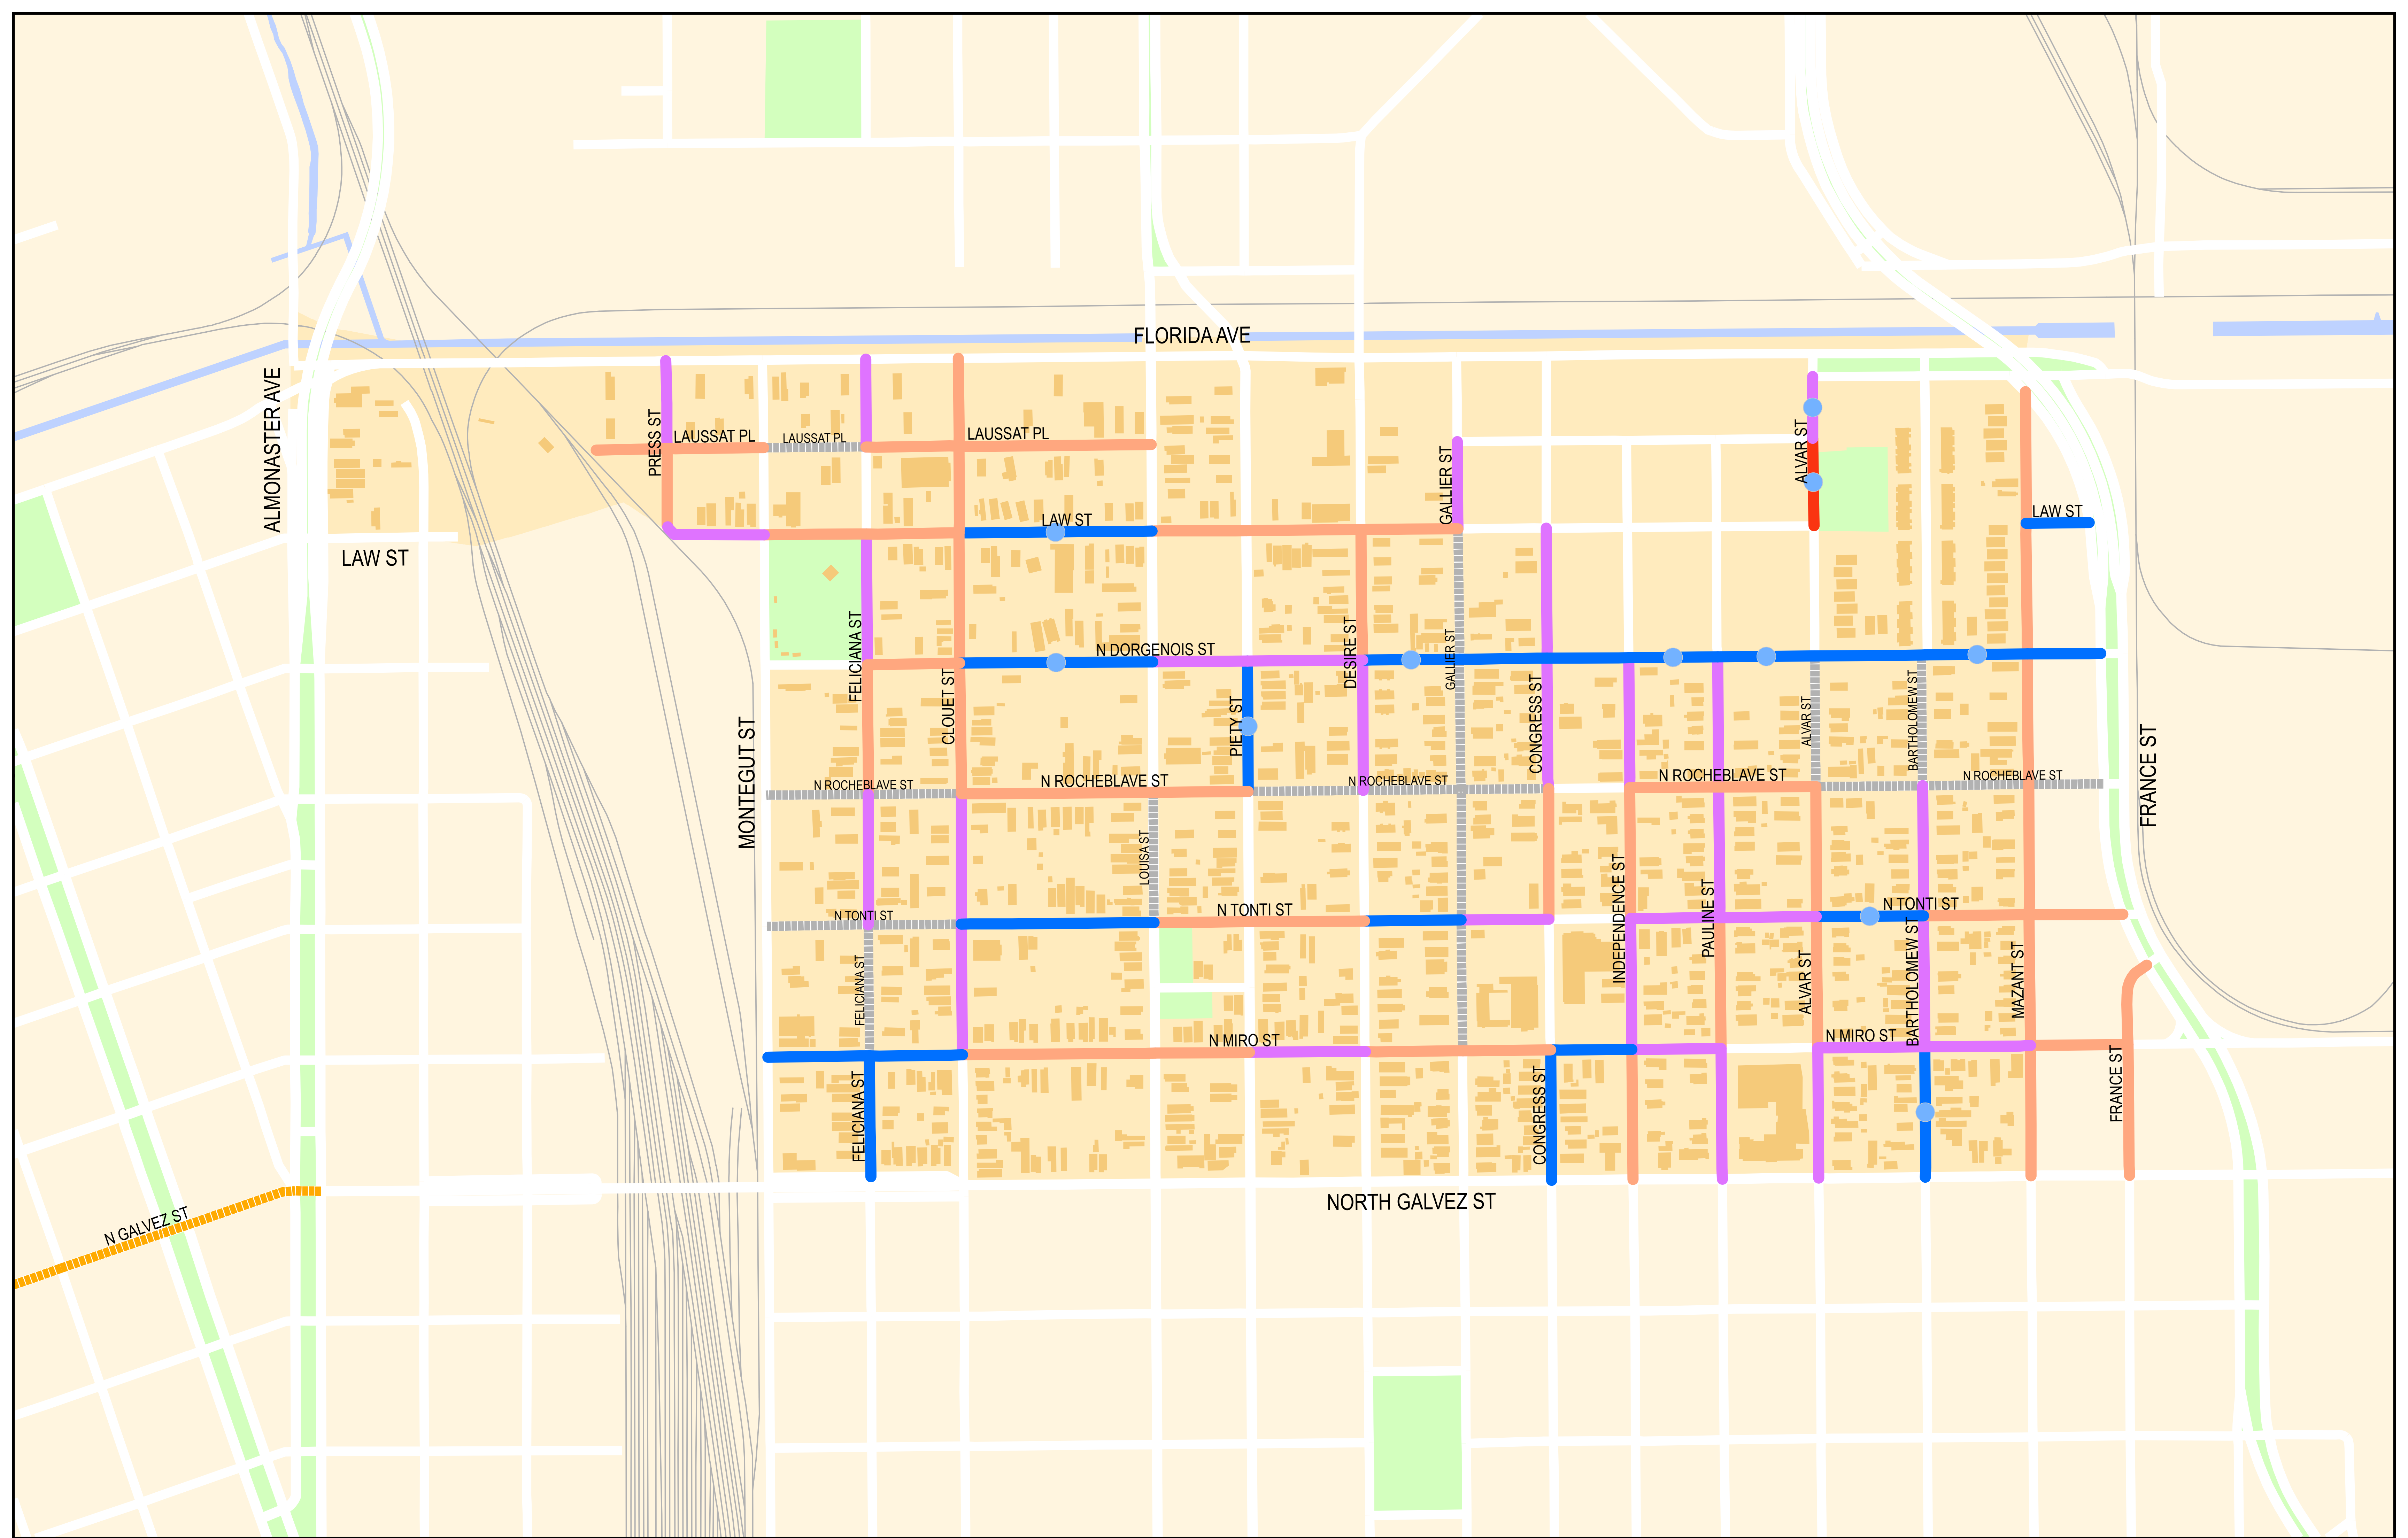 FLORIDA AVE
ALMONASTER AVE
PRESS ST
LAUSSAT PL
LAUSSAT PL
LAUSSAT PL
GALLIER ST
ALVAR ST
LAW ST
LAW ST
LAW ST
FELICIANA ST
CLOUET ST
N DORGENOIS ST
DESIRE ST
GALLIER ST
CONGRESS ST
PIETY ST
ALVAR ST
BARTHOLOMEW ST
MONTEGUT ST
FRANCE ST
N ROCHEBLAVE ST
N ROCHEBLAVE ST
N ROCHEBLAVE ST
N ROCHEBLAVE ST
N ROCHEBLAVE ST
LOUISA ST
INDEPENDENCE ST
PAULINE ST
N TONTI ST
N TONTI ST
N TONTI ST
FELICIANA ST
ALVAR ST
BARTHOLOMEW ST
MAZANT ST
N MIRO ST
N MIRO ST
FELICIANA ST
CONGRESS ST
FRANCE ST
NORTH GALVEZ ST
N GALVEZ ST